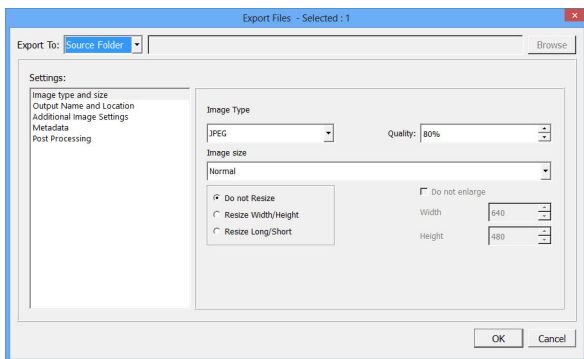 Export Files - Selected : 1
Export To: Source Folder Browse
Settings:
Image type and size
Output Name and Location
Additional Image Settings
Metadata
Post Processing
Image Type
JPEG Quality: 80%
Image size
Normal
Do not Resize Do not enlarge
Resize Width/Height Width 640
Resize Long/Short Height 480
OK Cancel